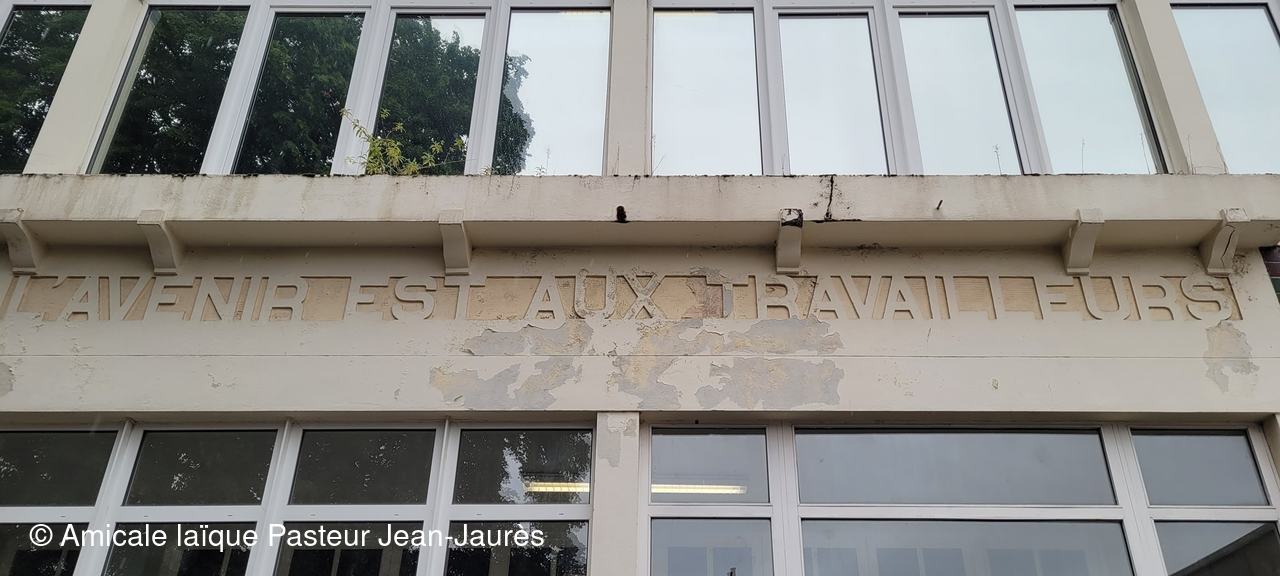 L'AVENIR EST AUX TRAVAILLEURS
© Amicale laïque Pasteur Jean-Jaurès